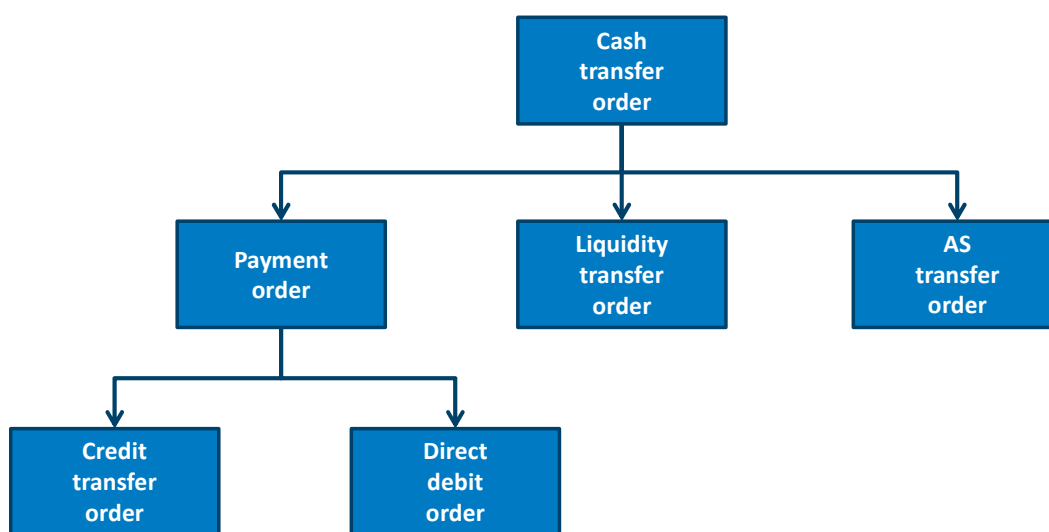 Cash
transfer
order
Payment
order
Liquidity
transfer
order
AS
transfer
order
Credit
transfer
order
Direct
debit
order